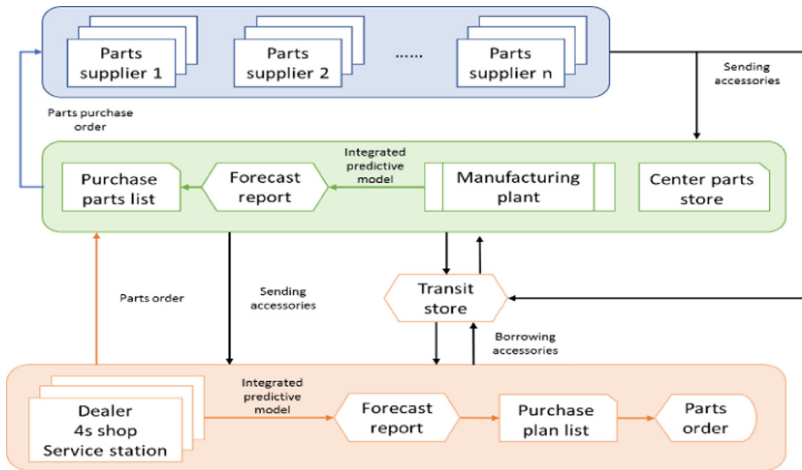 Parts
supplier 1
Parts
supplier 2
......
Parts
supplier n
Sending
accessories
Parts purchase
order
Purchase
parts list
Forecast
report
Integrated
predictive
model
Manufacturing
plant
Center parts
store
Parts order
Sending
accessories
Transit
store
Borrowing
accessories
Dealer
4s shop
Service station
Integrated predictive
model
Forecast
report
Purchase
plan list
Parts
order